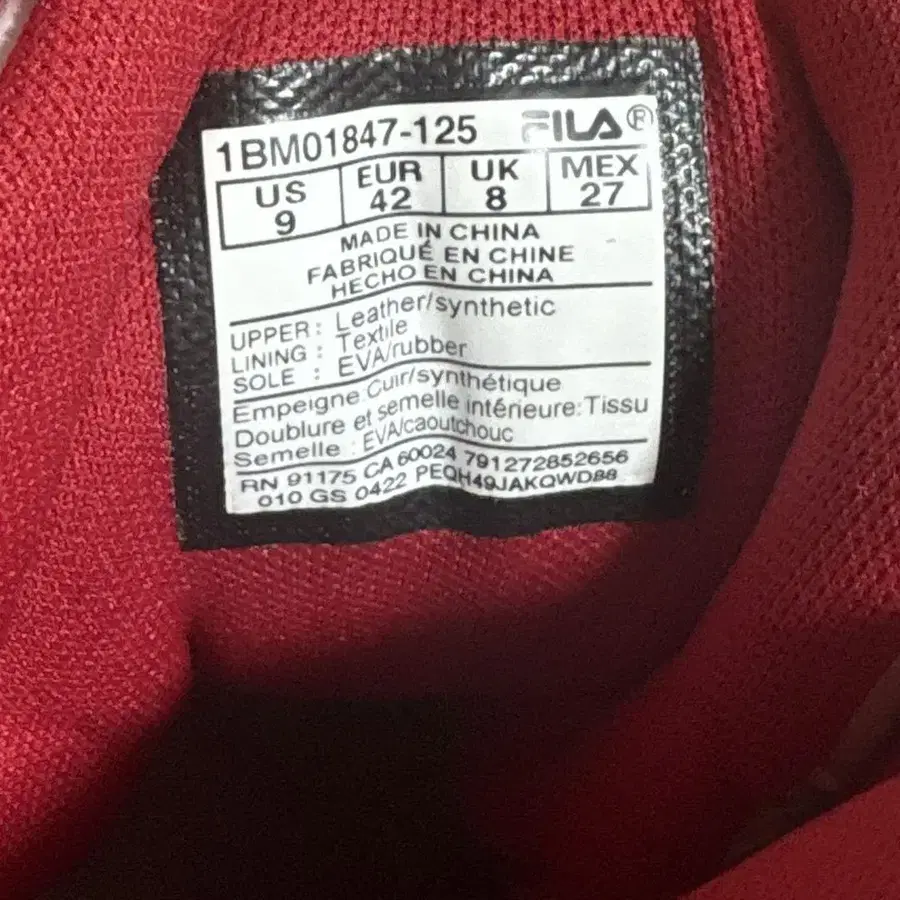 1BM01847-125 FILA®
US EUR UK MEX
9 42 8 27
MADE IN CHINA
FABRIQUÉ EN CHINE
HECHO EN CHINA
UPPER : Leather/synthetic
LINING : Textile
SOLE : EVA/rubber
Empeigne:Cuir/synthétique
Doublure et semelle intérieure:Tissu
Semelle : EVA/caoutchouc
RN 91175 CA 60024 791272852656
010 GS 0422 PEQH49JAKQWD88